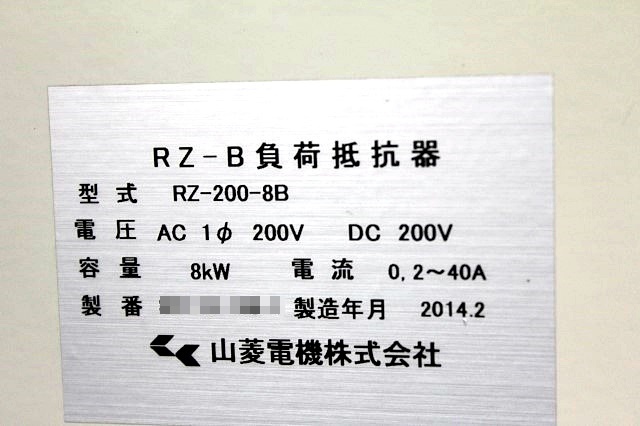 RZ-B負荷抵抗器
型式 RZ-200-8B
電圧 AC 1φ 200V DC 200V
容量 8kW 電流 0,2~40A
製番 製造年月 2014.2
山菱電機株式会社